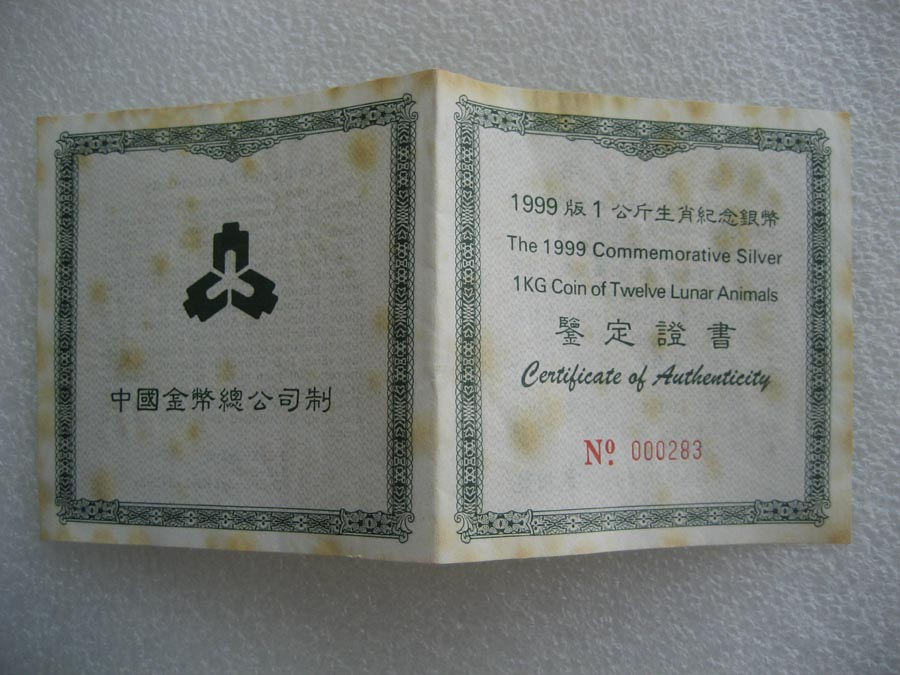 中國金幣總公司制
1999 版 1 公斤生肖紀念銀幣
The 1999 Commemorative Silver
1KG Coin of Twelve Lunar Animals
鑒定證書
Certificate of Authenticity
Nº. 000283